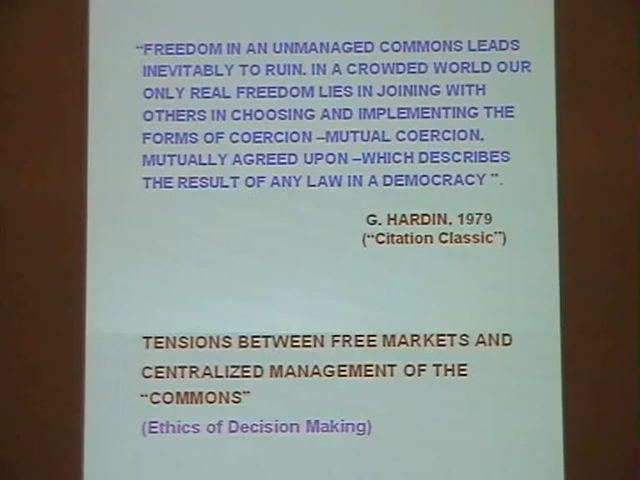 “FREEDOM IN AN UNMANAGED COMMONS LEADS
INEVITABLY TO RUIN. IN A CROWDED WORLD OUR
ONLY REAL FREEDOM LIES IN JOINING WITH
OTHERS IN CHOOSING AND IMPLEMENTING THE
FORMS OF COERCION –MUTUAL COERCION,
MUTUALLY AGREED UPON –WHICH DESCRIBES
THE RESULT OF ANY LAW IN A DEMOCRACY ”.
G. HARDIN, 1979
(“Citation Classic”)
TENSIONS BETWEEN FREE MARKETS AND
CENTRALIZED MANAGEMENT OF THE
“COMMONS”
(Ethics of Decision Making)